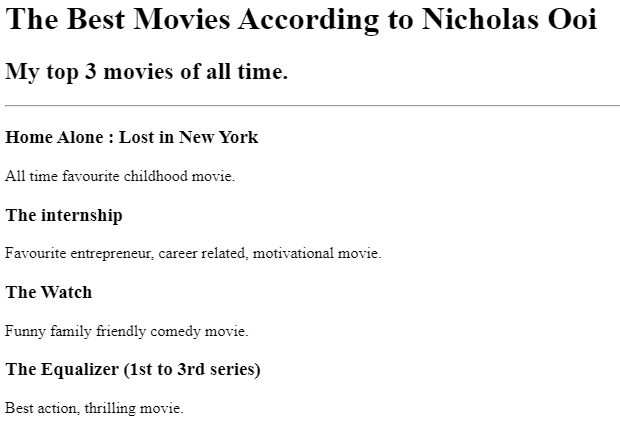 The Best Movies According to Nicholas Ooi
My top 3 movies of all time.
Home Alone : Lost in New York
All time favourite childhood movie.
The internship
Favourite entrepreneur, career related, motivational movie.
The Watch
Funny family friendly comedy movie.
The Equalizer (1st to 3rd series)
Best action, thrilling movie.